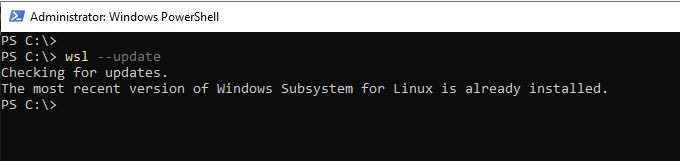 Administrator: Windows PowerShell
PS C:\>
PS C:\> wsl --update
Checking for updates.
The most recent version of Windows Subsystem for Linux is already installed.
PS C:\>